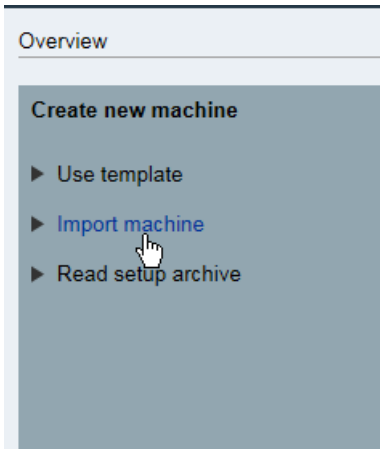 Overview
Create new machine
Use template
Import machine
Read setup archive